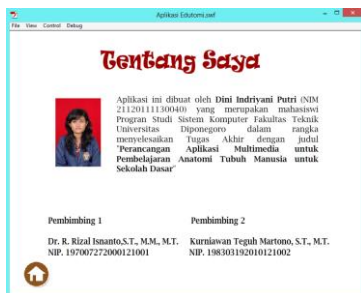 Aplikasi Edutomi.swf
File View Control Debug
Tentang Saya
Aplikasi ini dibuat oleh Dini Indriyani Putri (NIM
21120111130040) yang merupakan mahasiswi
Progran Studi Sistem Komputer Fakultas Teknik
Universitas Diponegoro dalam rangka
menyelesaikan Tugas Akhir dengan judul
"Perancangan Aplikasi Multimedia untuk
Pembelajaran Anatomi Tubuh Manusia untuk
Sekolah Dasar"
Pembimbing 1 Pembimbing 2
Dr. R. Rizal Isnanto,S.T., M.M., M.T. Kurniawan Teguh Martono, S.T., M.T.
NIP. 197007272000121001 NIP. 198303192010121002